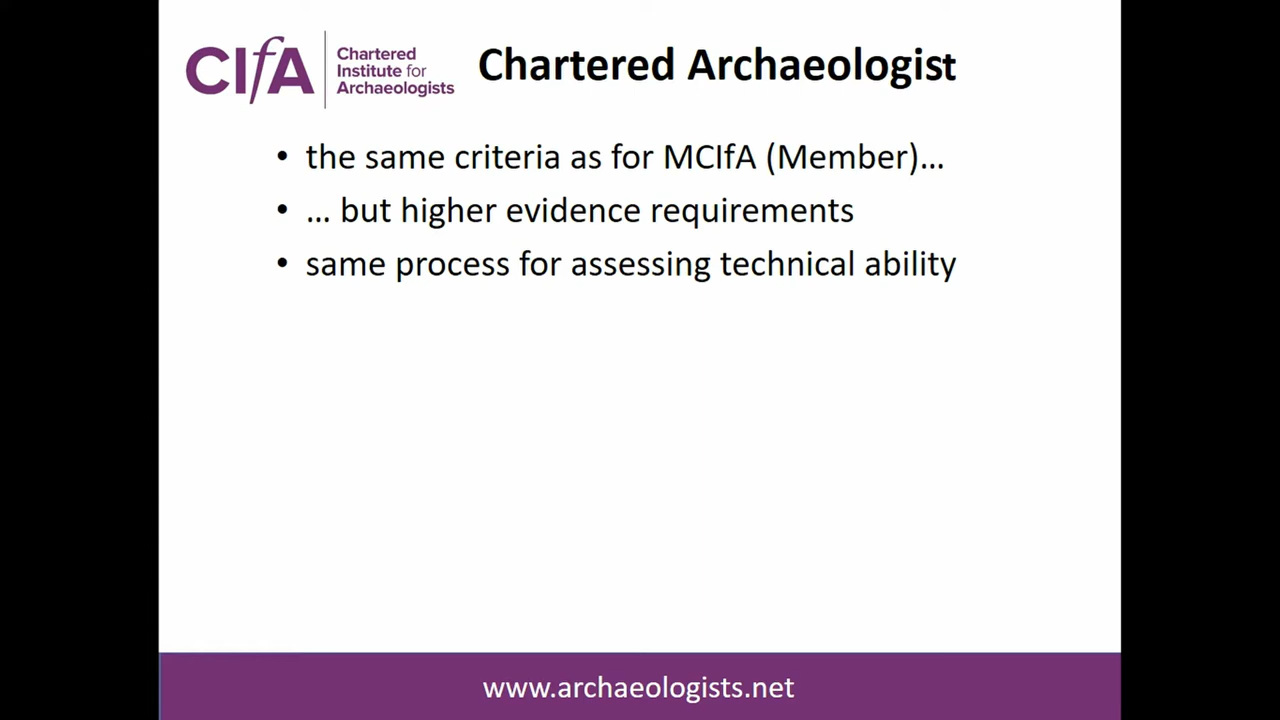 CIfA
Chartered
Institute for
Archaeologists
Chartered Archaeologist
• the same criteria as for MCIfA (Member)…
• … but higher evidence requirements
• same process for assessing technical ability
www.archaeologists.net